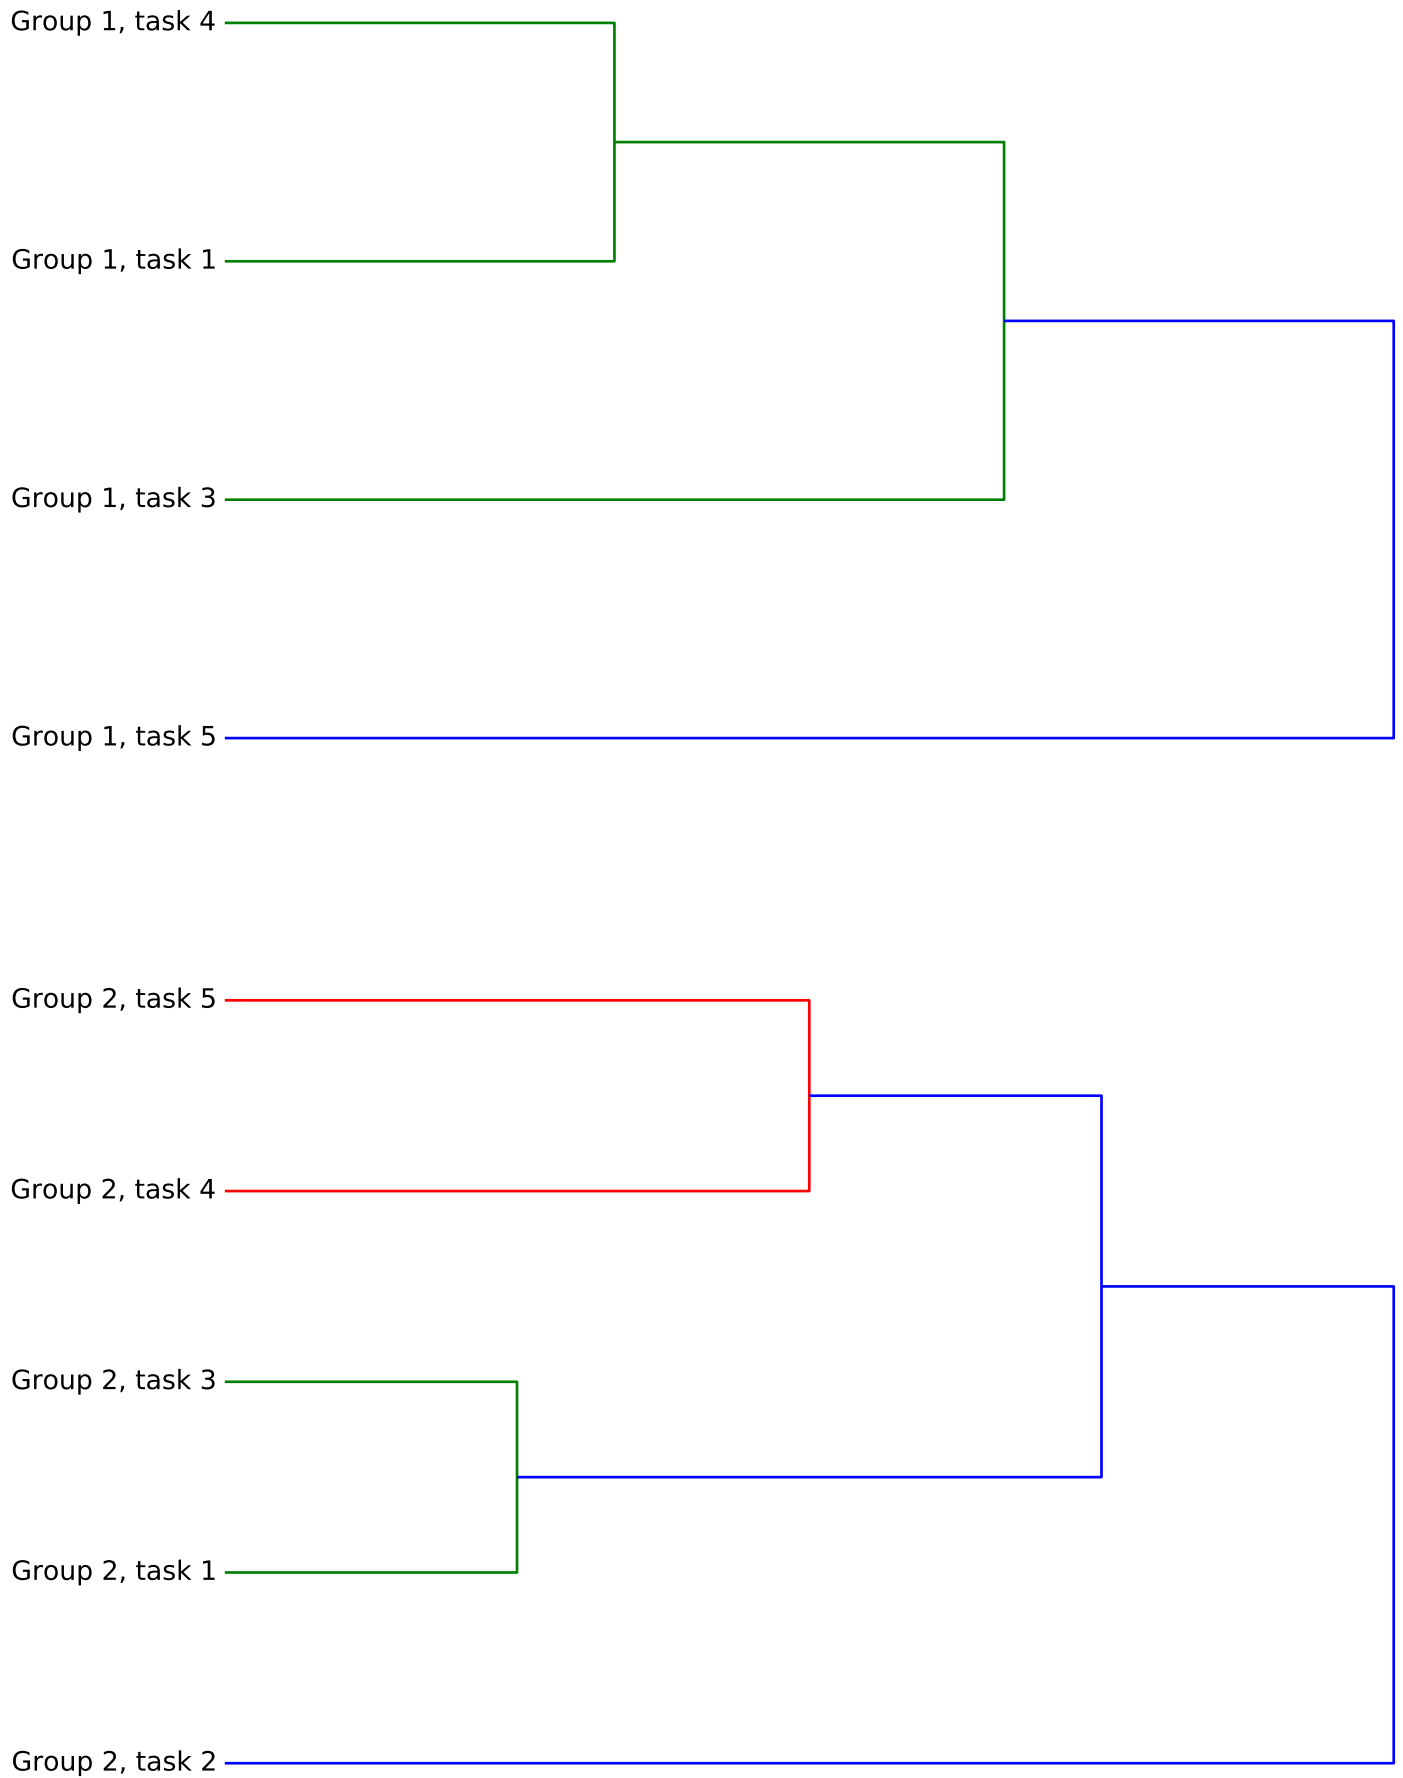 Group 1, task 4
Group 1, task 1
Group 1, task 3
Group 1, task 5
Group 2, task 5
Group 2, task 4
Group 2, task 3
Group 2, task 1
Group 2, task 2